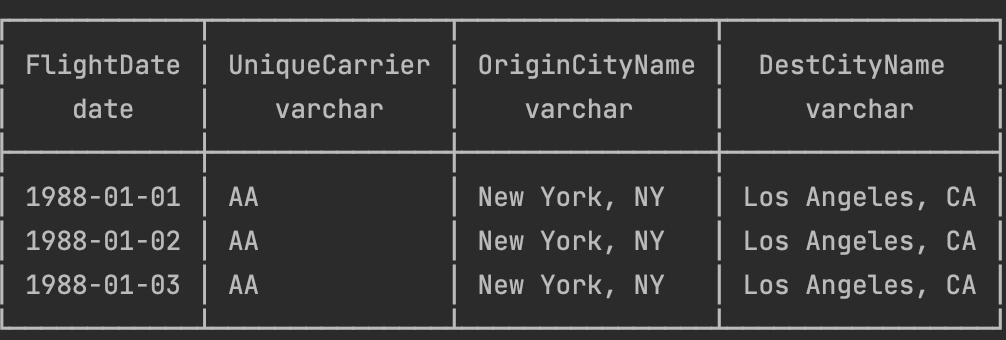 FlightDate UniqueCarrier OriginCityName DestCityName
date varchar varchar varchar
1988-01-01 AA New York, NY Los Angeles, CA
1988-01-02 AA New York, NY Los Angeles, CA
1988-01-03 AA New York, NY Los Angeles, CA